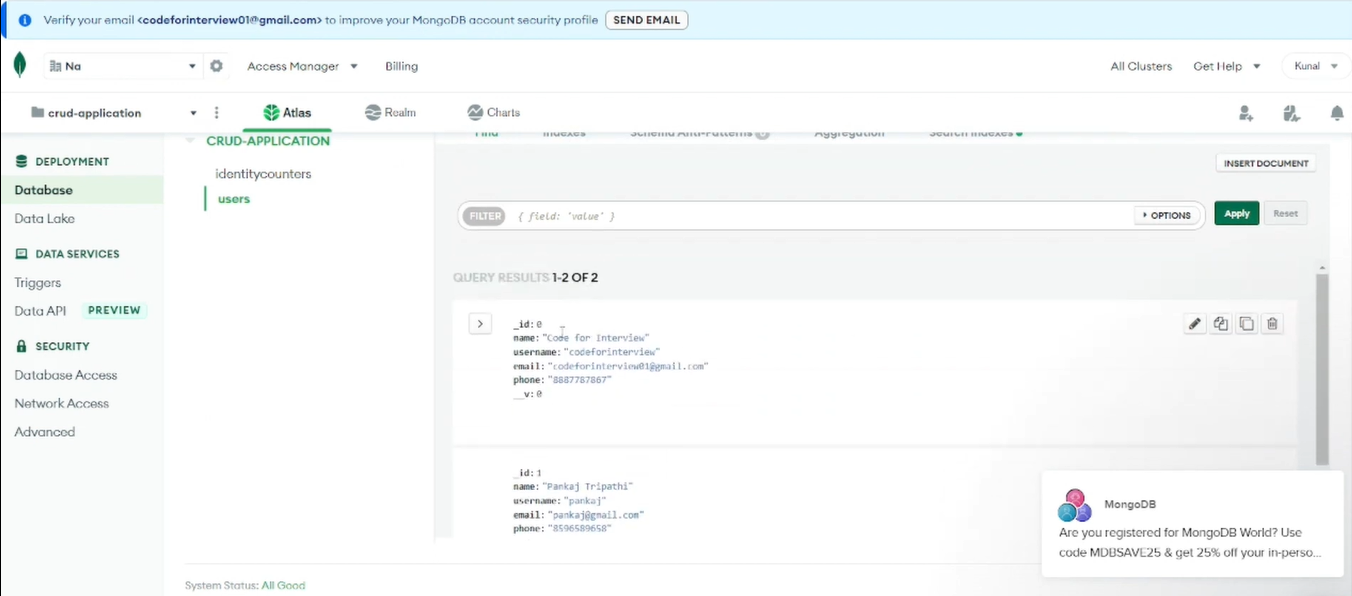 Verify your email <codeforinterview01@gmail.com> to improve your MongoDB account security profile SEND EMAIL
Na Access Manager Billing All Clusters Get Help Kunal
crud-application Atlas Realm Charts
Find Indexes Schema Anti-Patterns Aggregation Search Indexes
CRUD-APPLICATION
identitycounters
users
DEPLOYMENT
Database
Data Lake
DATA SERVICES
Triggers
Data API PREVIEW
SECURITY
Database Access
Network Access
Advanced
INSERT DOCUMENT
FILTER { field: 'value' } OPTIONS Apply Reset
QUERY RESULTS 1-2 OF 2
_id: 0
name: "Code for Interview"
username: "codeforinterview"
email: "codeforinterview01@gmail.com"
phone: "8887787867"
__v: 0
_id: 1
name: "Pankaj Tripathi"
username: "pankaj"
email: "pankaj@gmail.com"
phone: "8596589658"
MongoDB
Are you registered for MongoDB World? Use
code MDBSAVE25 & get 25% off your in-perso...
System Status: All Good